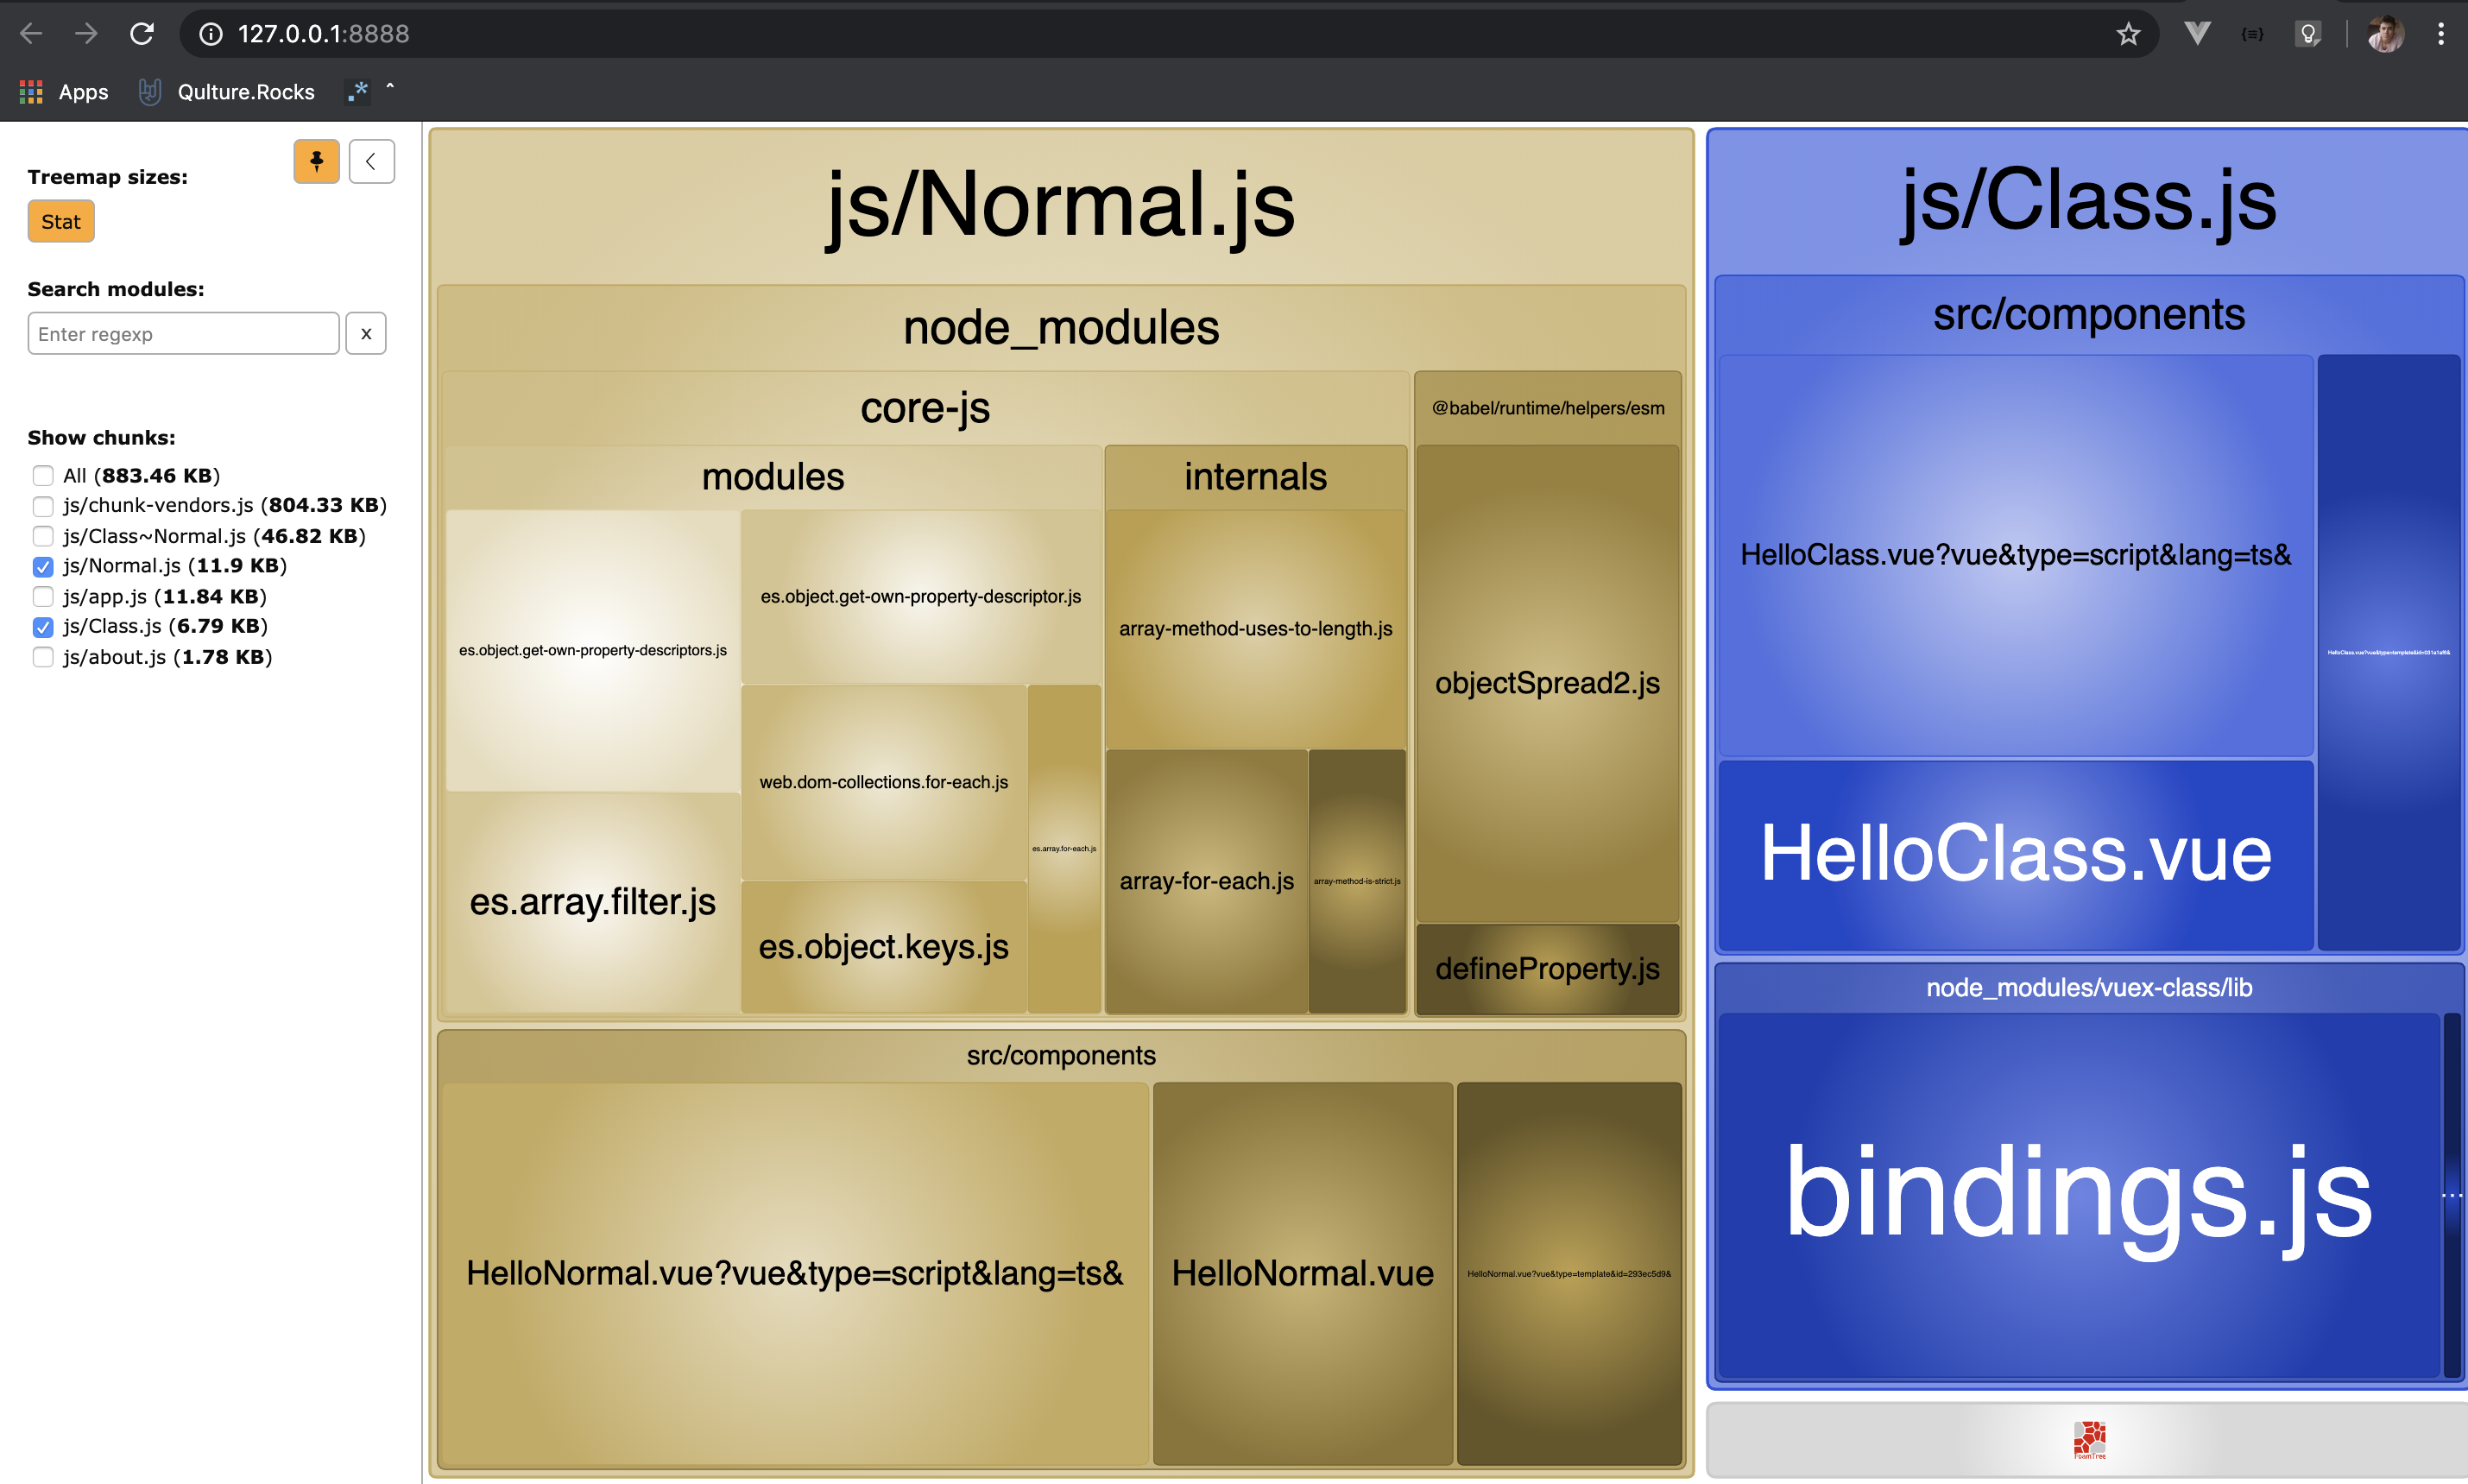 127.0.0.1:8888
Apps
Qulture.Rocks
Treemap sizes:
Stat
Search modules:
Enter regexp
x
Show chunks:
All (883.46 KB)
js/chunk-vendors.js (804.33 KB)
js/Class~Normal.js (46.82 KB)
js/Normal.js (11.9 KB)
js/app.js (11.84 KB)
js/Class.js (6.79 KB)
js/about.js (1.78 KB)
js/Normal.js
node_modules
core-js
modules
es.object.get-own-property-descriptors.js
es.object.get-own-property-descriptor.js
web.dom-collections.for-each.js
es.array.for-each.js
es.array.filter.js
es.object.keys.js
internals
array-method-uses-to-length.js
array-for-each.js
array-method-is-strict.js
@babel/runtime/helpers/esm
objectSpread2.js
defineProperty.js
src/components
HelloNormal.vue?vue&type=script&lang=ts&
HelloNormal.vue
HelloNormal.vue?vue&type=template&id=293ec5d9&
js/Class.js
src/components
HelloClass.vue?vue&type=script&lang=ts&
HelloClass.vue
node_modules/vuex-class/lib
bindings.js
...
FoamTree